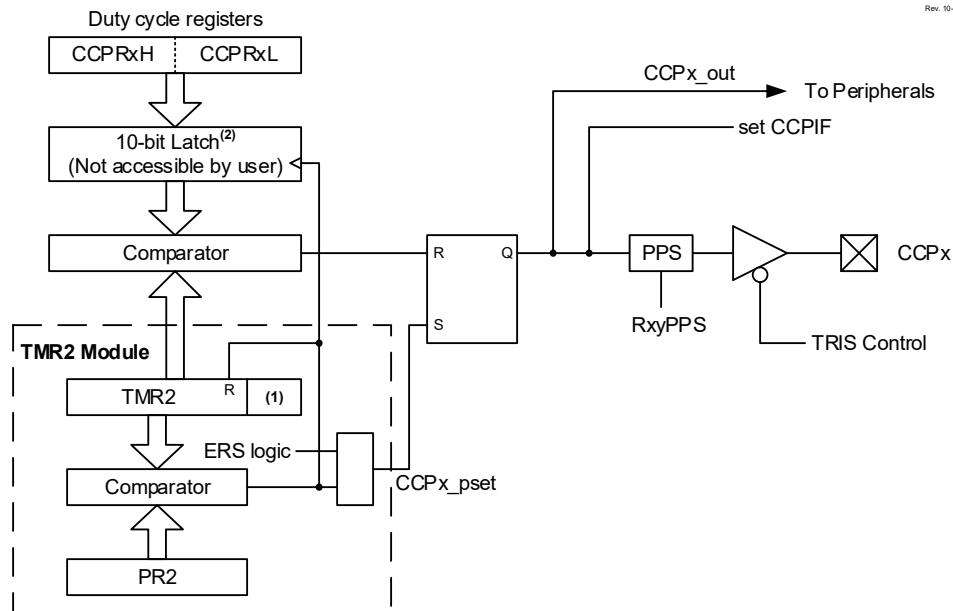 Rev. 10-
Duty cycle registers
CCPRxH CCPRxL
CCPx_out
To Peripherals
set CCPIF
10-bit Latch(2)
(Not accessible by user)
Comparator
R Q
PPS
CCPx
S
RxyPPS
TRIS Control
TMR2 Module
TMR2 R (1)
ERS logic
Comparator
CCPx_pset
PR2